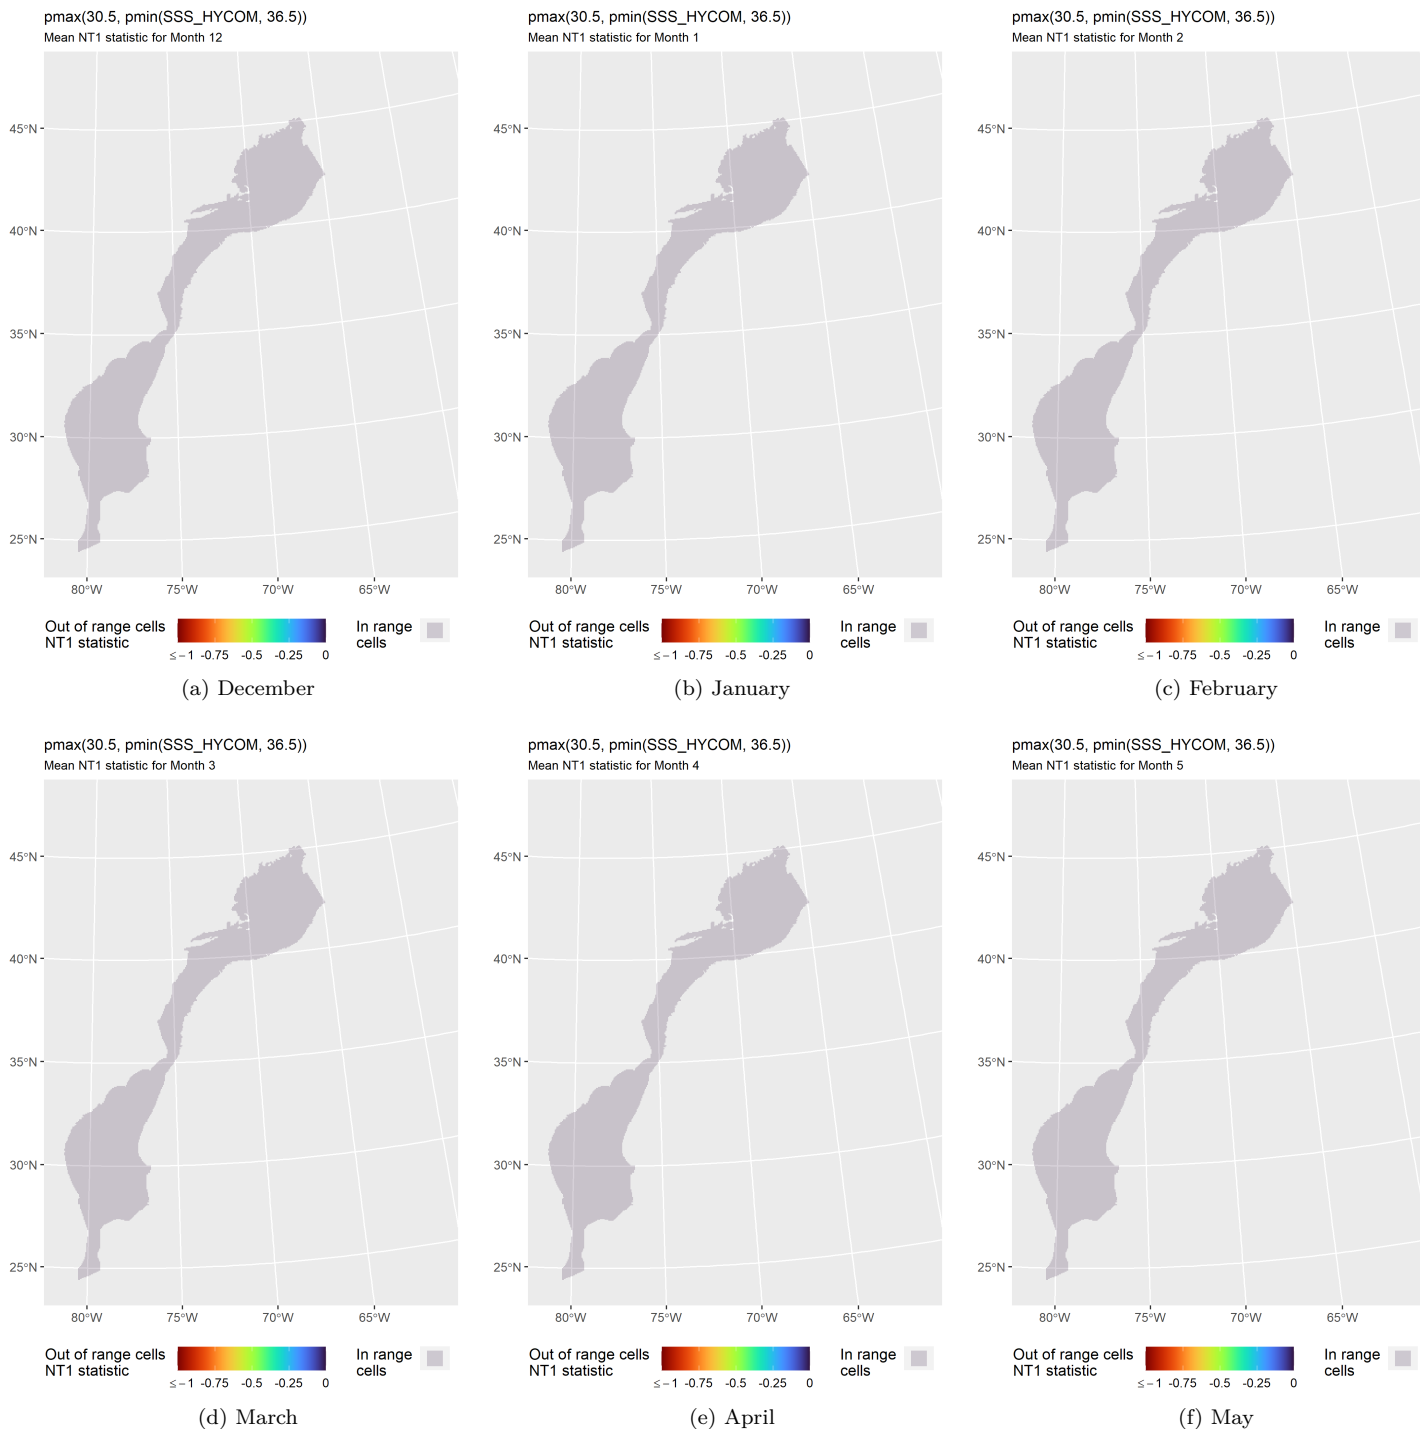 pmax(30.5, pmin(SSS_HYCOM, 36.5))
Mean NT1 statistic for Month 12
45°N
40°N
35°N
30°N
25°N
80°W 75°W 70°W 65°W
Out of range cells
NT1 statistic
≤ − 1 -0.75 -0.5 -0.25 0
In range
cells
(a) December
pmax(30.5, pmin(SSS_HYCOM, 36.5))
Mean NT1 statistic for Month 1
45°N
40°N
35°N
30°N
25°N
80°W 75°W 70°W 65°W
Out of range cells
NT1 statistic
≤ − 1 -0.75 -0.5 -0.25 0
In range
cells
(b) January
pmax(30.5, pmin(SSS_HYCOM, 36.5))
Mean NT1 statistic for Month 2
45°N
40°N
35°N
30°N
25°N
80°W 75°W 70°W 65°W
Out of range cells
NT1 statistic
≤ − 1 -0.75 -0.5 -0.25 0
In range
cells
(c) February
pmax(30.5, pmin(SSS_HYCOM, 36.5))
Mean NT1 statistic for Month 3
45°N
40°N
35°N
30°N
25°N
80°W 75°W 70°W 65°W
Out of range cells
NT1 statistic
≤ − 1 -0.75 -0.5 -0.25 0
In range
cells
(d) March
pmax(30.5, pmin(SSS_HYCOM, 36.5))
Mean NT1 statistic for Month 4
45°N
40°N
35°N
30°N
25°N
80°W 75°W 70°W 65°W
Out of range cells
NT1 statistic
≤ − 1 -0.75 -0.5 -0.25 0
In range
cells
(e) April
pmax(30.5, pmin(SSS_HYCOM, 36.5))
Mean NT1 statistic for Month 5
45°N
40°N
35°N
30°N
25°N
80°W 75°W 70°W 65°W
Out of range cells
NT1 statistic
≤ − 1 -0.75 -0.5 -0.25 0
In range
cells
(f) May